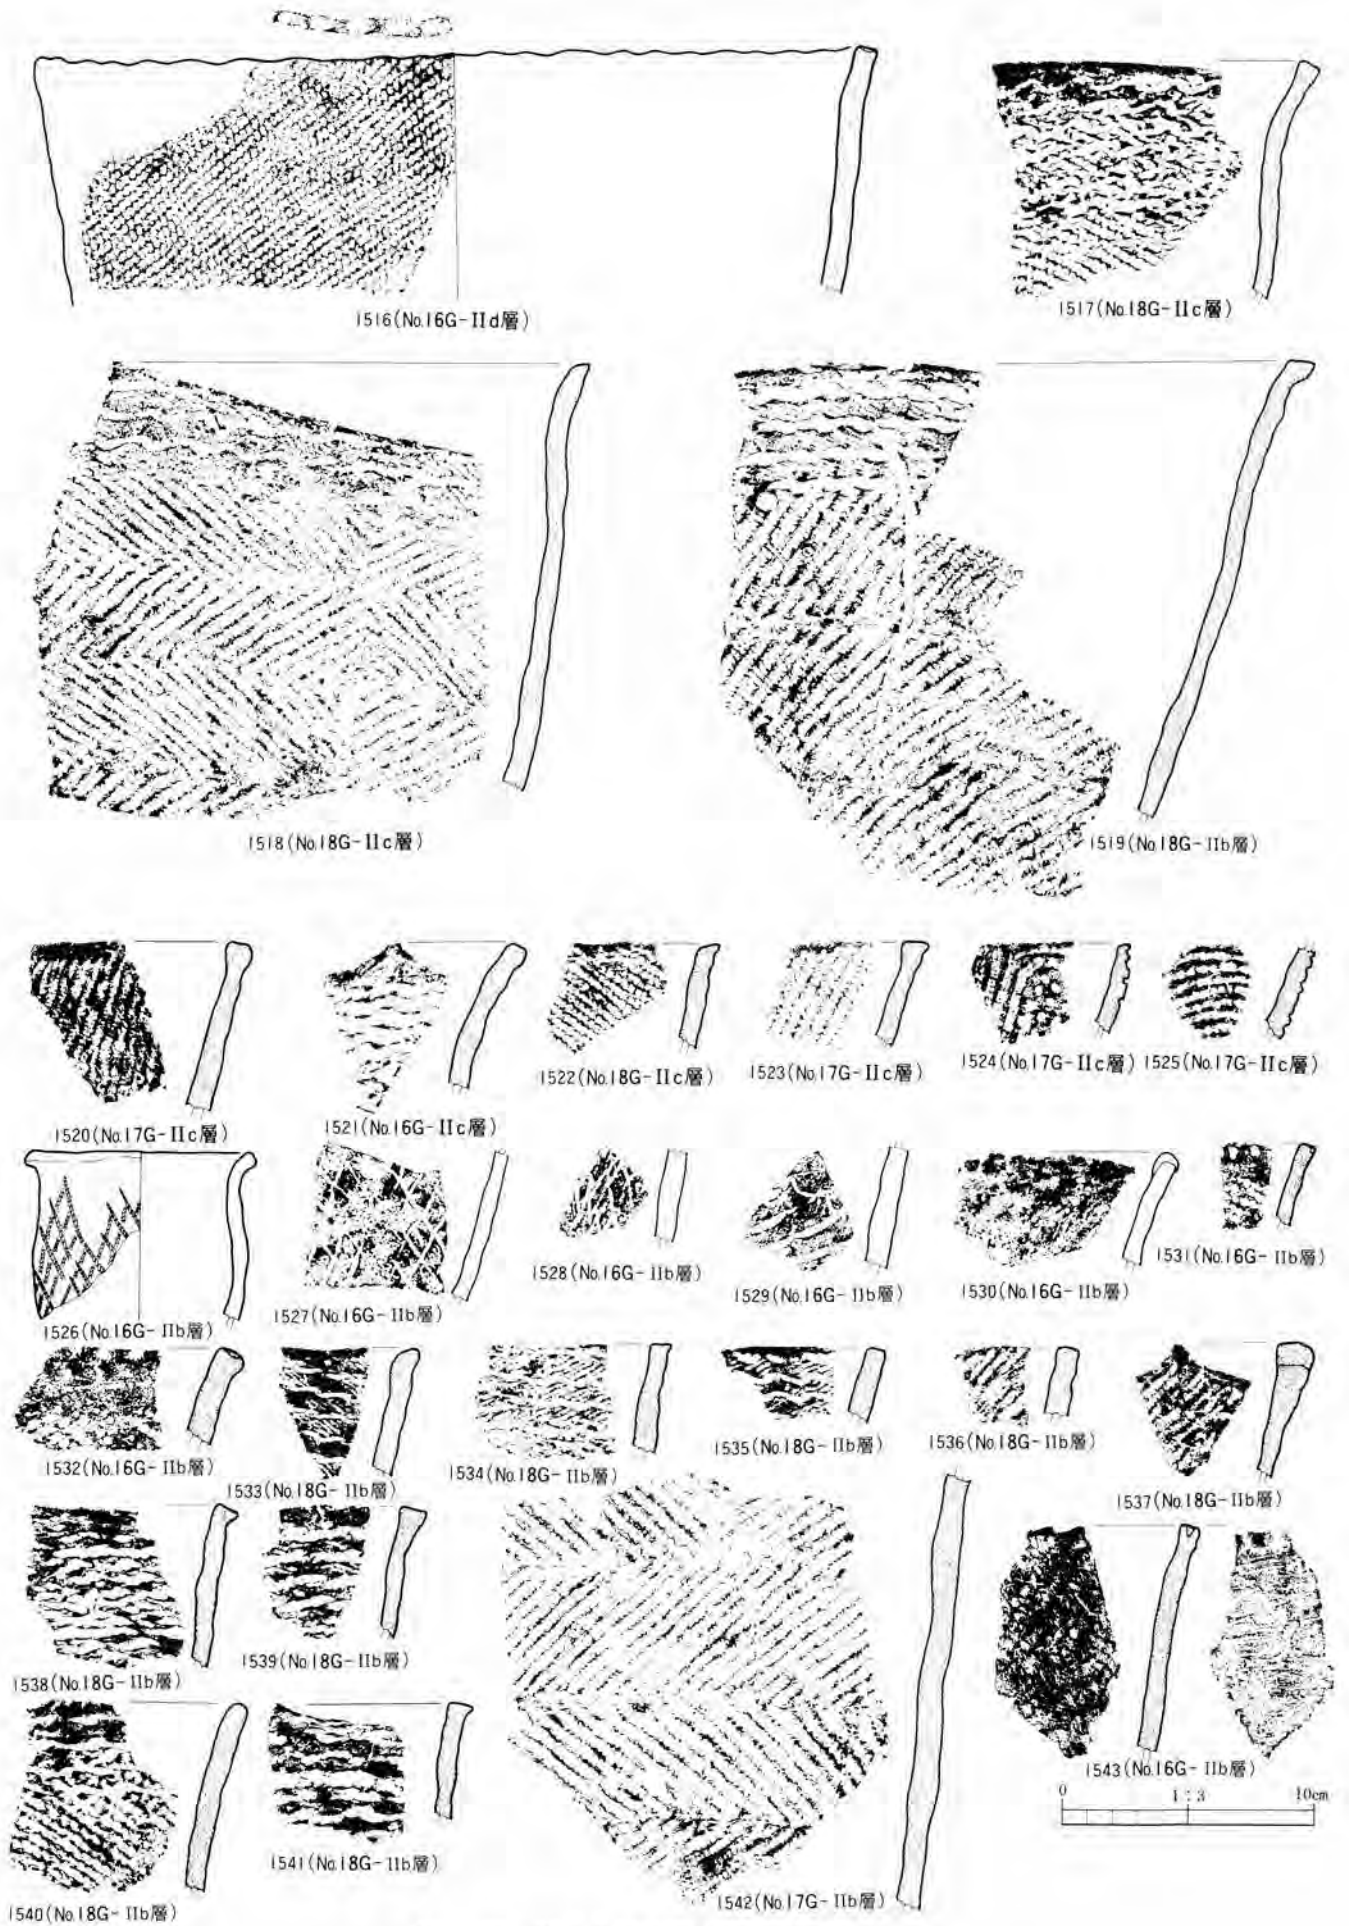 1516(No.16G-IId層)
1517(No.18G-IIc層)
1518(No.18G-IIc層)
1519(No.18G-IIb層)
1520(No.17G-IIc層)
1521(No.16G-IIc層)
1522(No.18G-IIc層)
1523(No.17G-IIc層)
1524(No.17G-IIc層)
1525(No.17G-IIc層)
1526(No.16G-IIb層)
1527(No.16G-IIb層)
1528(No.16G-IIb層)
1529(No.16G-IIb層)
1530(No.16G-IIb層)
1531(No.16G-IIb層)
1532(No.16G-IIb層)
1533(No.18G-IIb層)
1534(No.18G-IIb層)
1535(No.18G-IIb層)
1536(No.18G-IIb層)
1537(No.18G-IIb層)
1538(No.18G-IIb層)
1539(No.18G-IIb層)
1540(No.18G-IIb層)
1541(No.18G-IIb層)
1542(No.17G-IIb層)
1543(No.16G-IIb層)
0 1:3 10cm